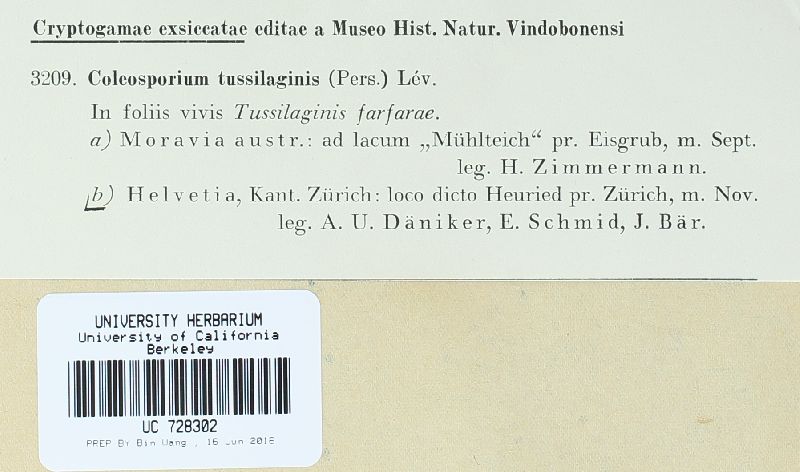 Cryptogamae exsiccatae editae a Museo Hist. Natur. Vindobonensi
3209. Coleosporium tussilaginis (Pers.) Lév.
In foliis vivis Tussilaginis farfarae.
a) Moravia austr.: ad lacum „Mühlteich“ pr. Eisgrub, m. Sept.
leg. H. Zimmermann.
b) Helvetia, Kant. Zürich: loco dicto Heuried pr. Zürich, m. Nov.
leg. A. U. Däniker, E. Schmid, J. Bär.
UNIVERSITY HERBARIUM
University of California
Berkeley
UC 728302
PREP BY Bin Wang , 16 Jun 2016